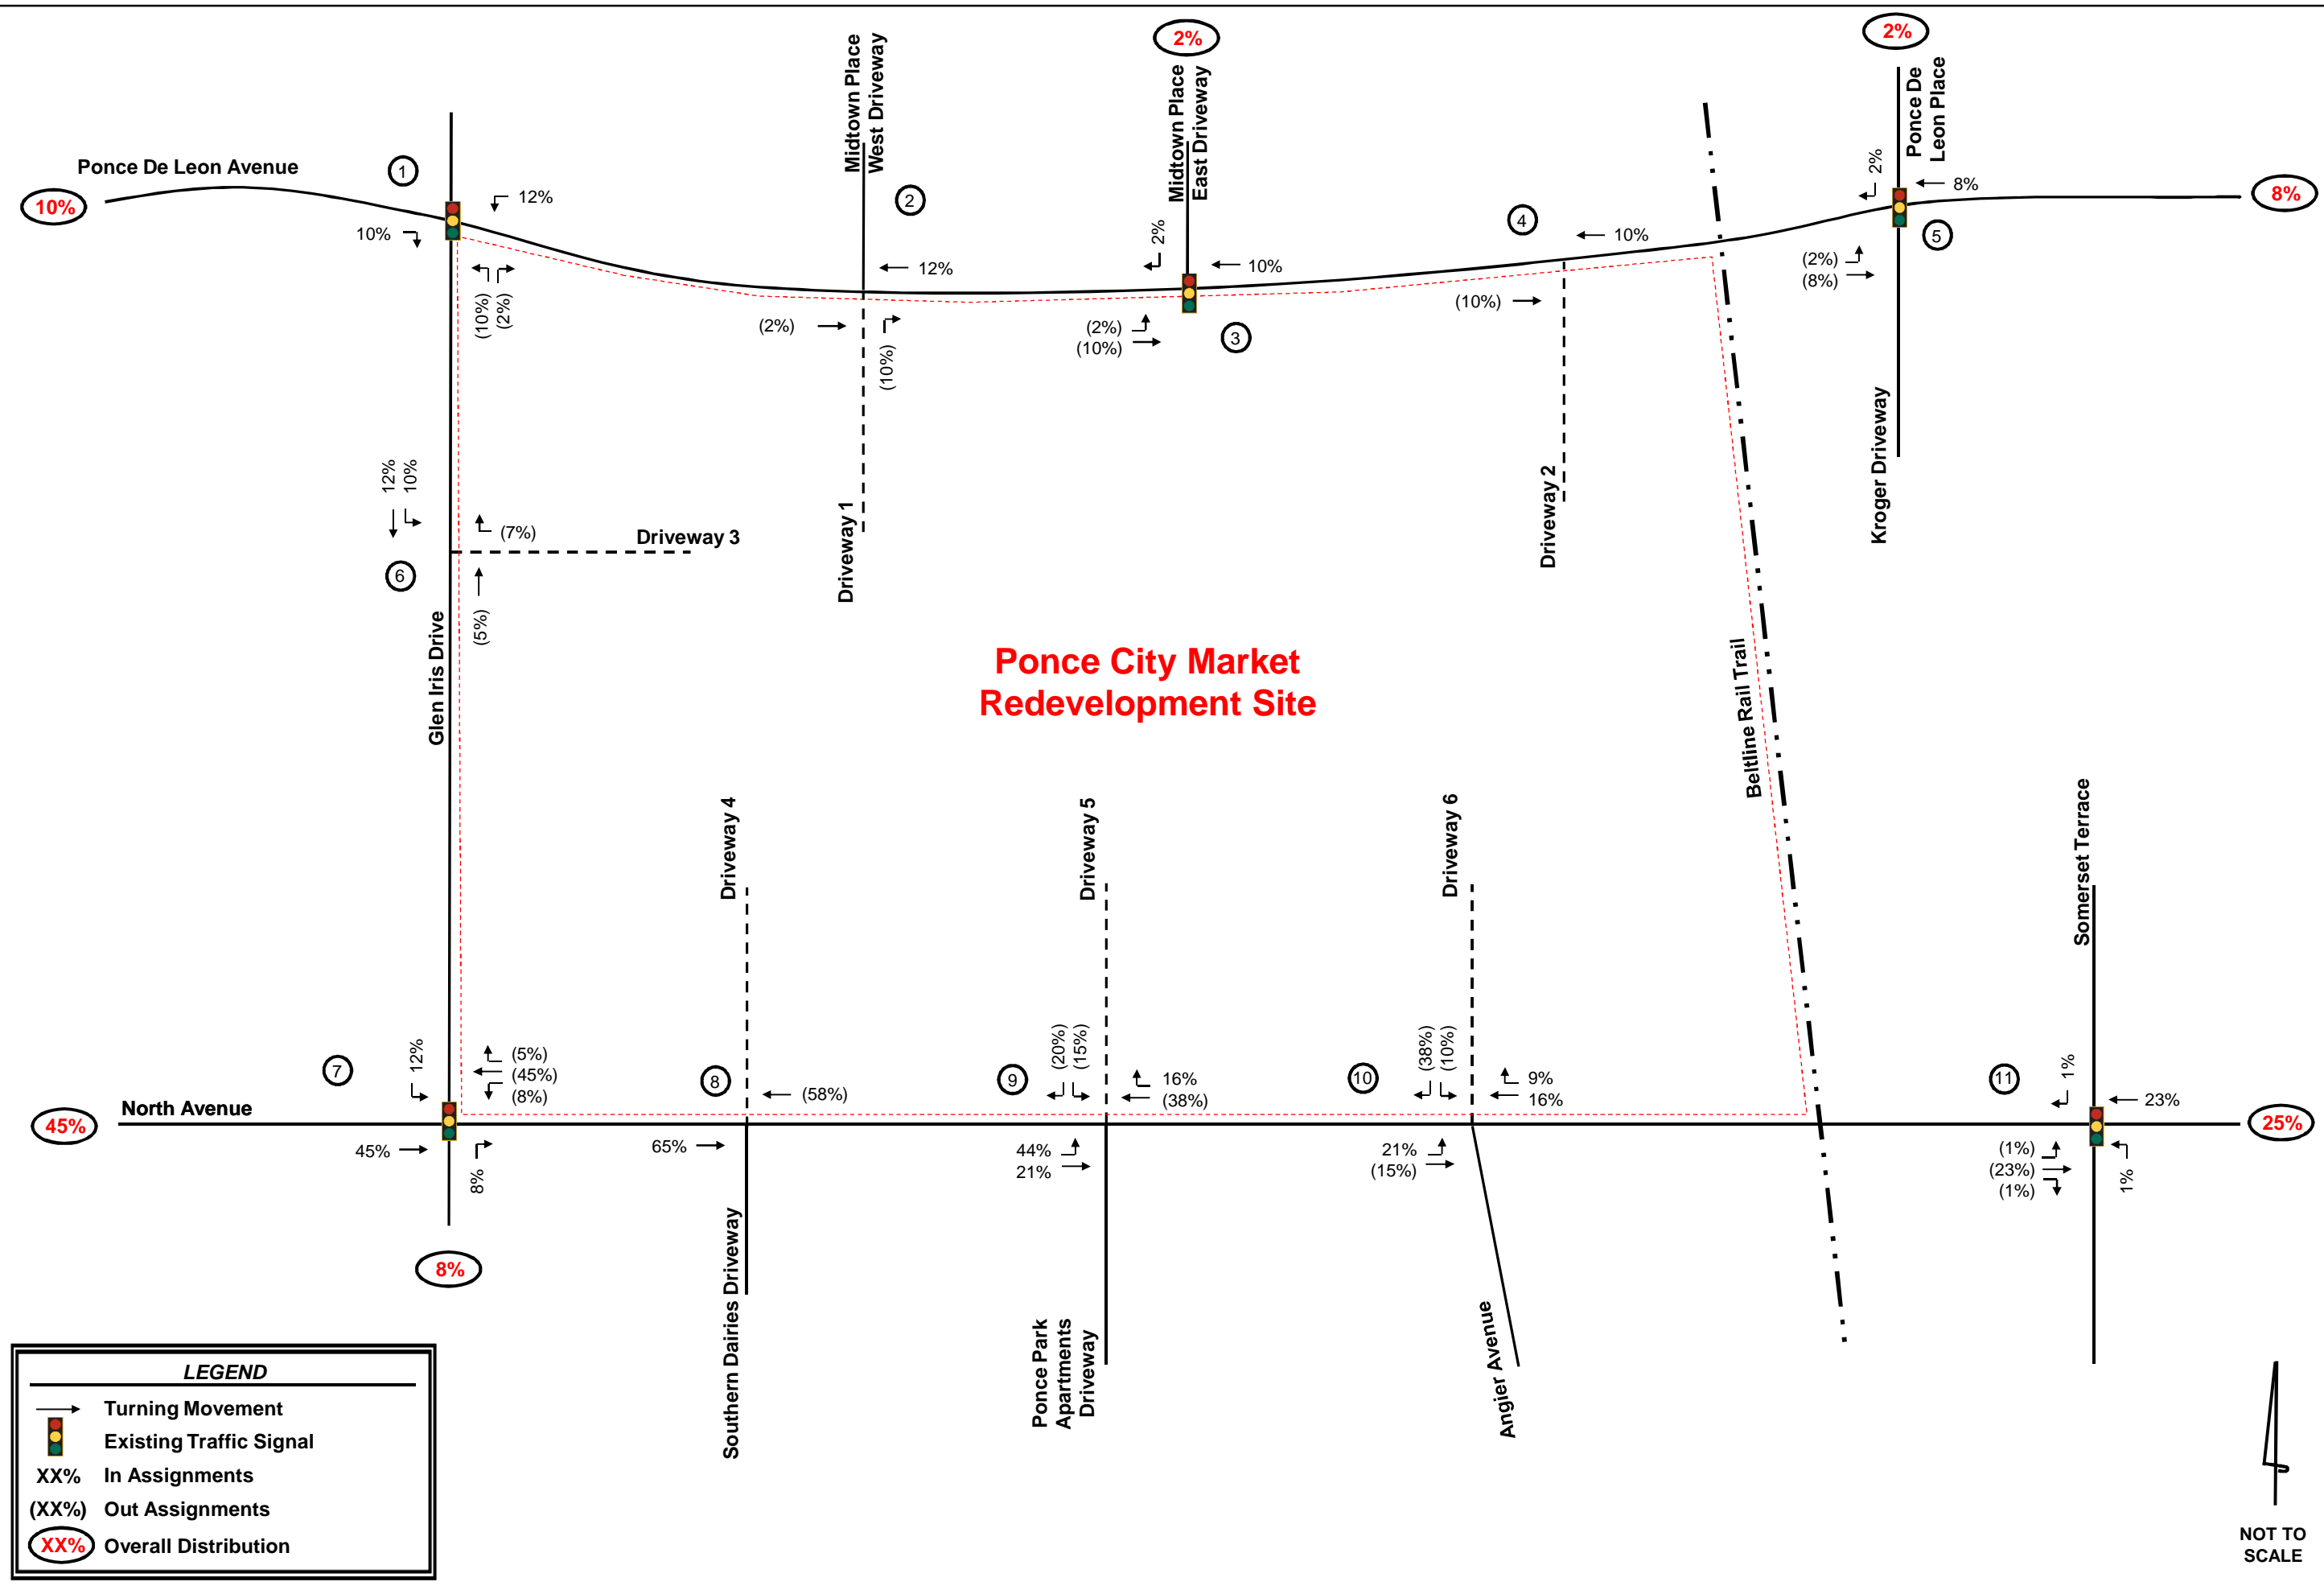 2%
2%
Midtown Place
West Driveway
Midtown Place
East Driveway
Ponce De
Leon Place
Ponce De Leon Avenue
1
12%
2
4
2%
8%
10%
8%
10%
12%
2%
10%
10%
5
(10%)
(2%)
(2%)
(10%)
(2%)
(10%)
3
(10%)
(2%)
(8%)
12%
10%
(7%)
Driveway 3
6
(5%)
Glen Iris Drive
Driveway 1
Driveway 2
Kroger Driveway
Ponce City Market
Redevelopment Site
Beltline Rail Trail
Driveway 4
Driveway 5
Driveway 6
Somerset Terrace
7
12%
(5%)
(45%)
(8%)
8
(58%)
9
(20%)
(15%)
16%
(38%)
10
(38%)
(10%)
9%
16%
11
1%
23%
North Avenue
45%
25%
45%
8%
65%
44%
21%
21%
(15%)
(1%)
(23%)
(1%)
1%
8%
Southern Dairies Driveway
Ponce Park
Apartments
Driveway
Angier Avenue
LEGEND
Turning Movement
Existing Traffic Signal
XX% In Assignments
(XX%) Out Assignments
XX% Overall Distribution
NOT TO
SCALE